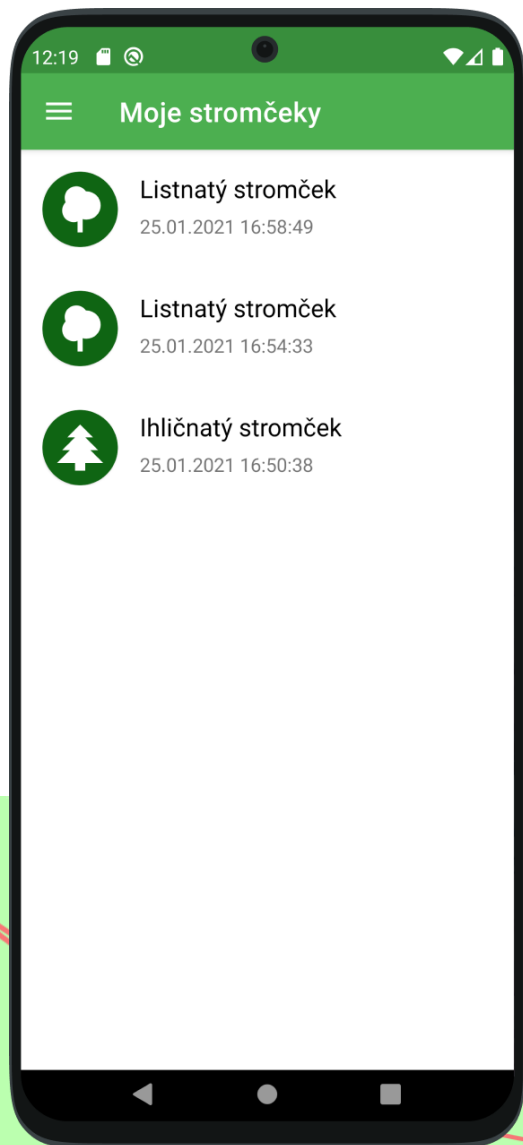 12:19
Moje stromčeky
Listnatý stromček
25.01.2021 16:58:49
Listnatý stromček
25.01.2021 16:54:33
Ihličnatý stromček
25.01.2021 16:50:38